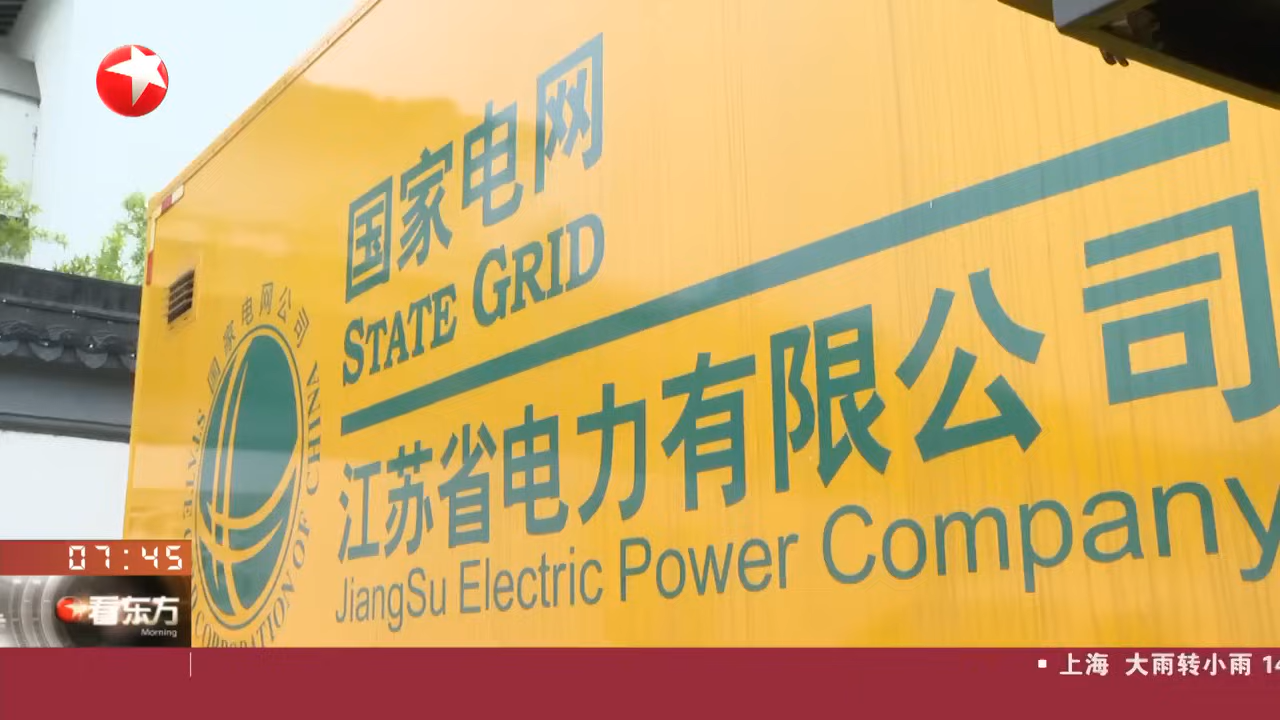 国家电网
STATE GRID
江苏省电力有限公司
JiangSu Electric Power Company
国家电网公司
STATE
CORPORATION OF CHINA
07:45
看东方
Morning
上海 大雨转小雨 14